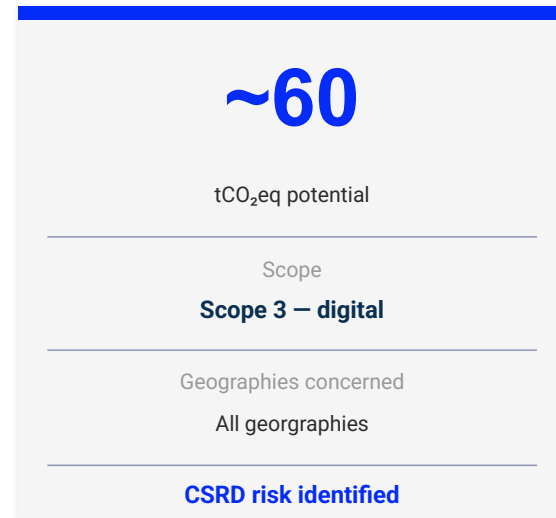 ~60
tCO₂eq potential
Scope
Scope 3 — digital
Geographies concerned
All georgraphies
CSRD risk identified